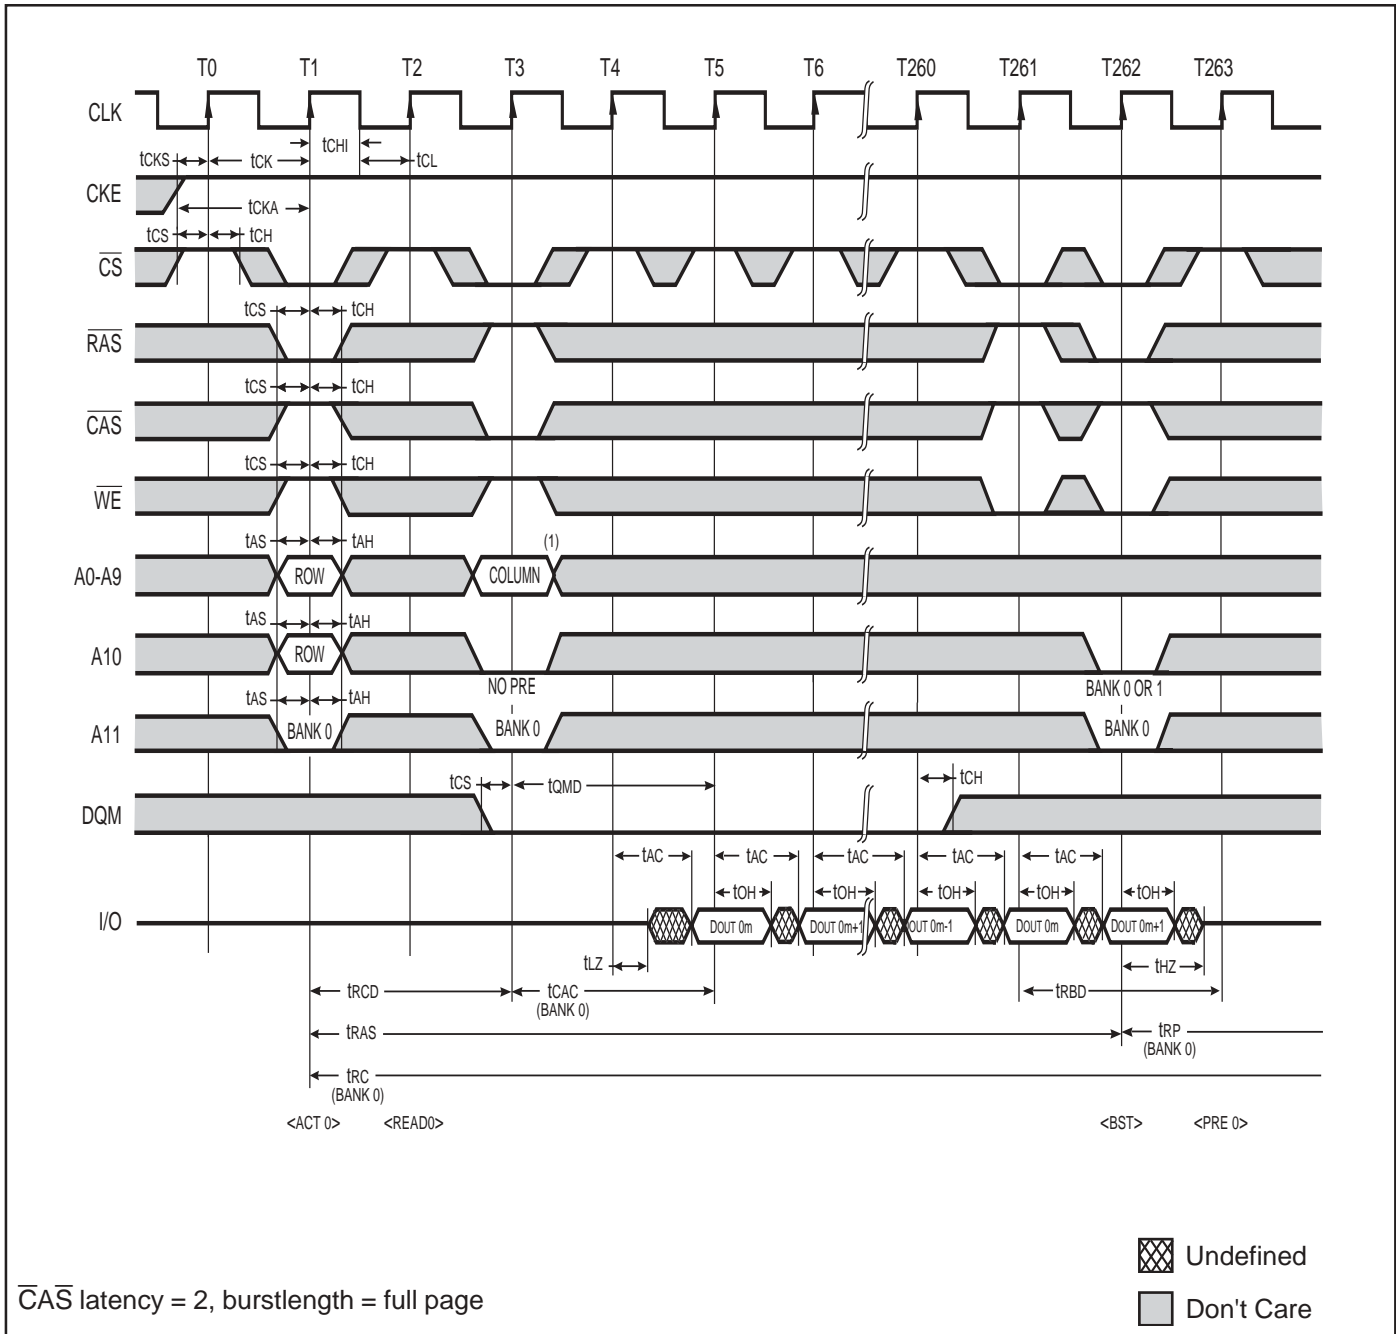 T0 T1 T2 T3 T4 T5 T6 T260 T261 T262 T263
CLK
tCHI
tCKS tCK tCL
CKE
tCKA
tCS tCH
CS
tCS tCH
RAS
tCS tCH
CAS
tCS tCH
WE
tAS tAH (1)
A0-A9 ROW COLUMN
tAS tAH
A10 ROW
NO PRE BANK 0 OR 1
tAS tAH
A11 BANK 0 BANK 0 BANK 0
tCS tQMD tCH
DQM
tAC tAC tAC tAC tAC
tOH tOH tOH tOH tOH
I/O DOUT 0m DOUT 0m+1 OUT 0m-1 DOUT 0m DOUT 0m+1
tLZ tHZ
tRCD tCAC tRBD
(BANK 0)
tRAS tRP
(BANK 0)
tRC
(BANK 0)
<ACT 0> <READ0> <BST> <PRE 0>
Undefined
CAS latency = 2, burstlength = full page
Don't Care